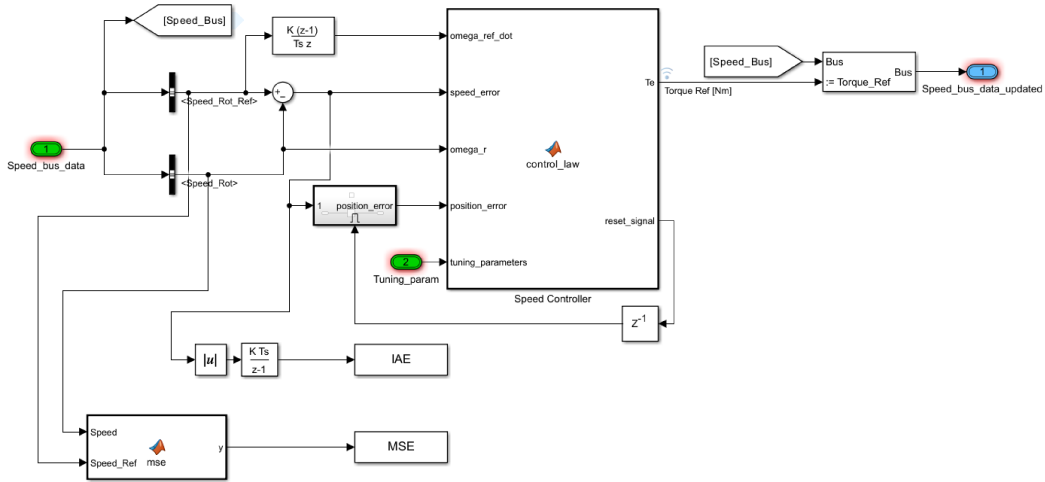 [Speed_Bus]
K (z-1)
Ts z
omega_ref_dot
[Speed_Bus]
Bus
Bus
:= Torque_Ref
1
Speed_bus_data_updated
Te
Torque Ref [Nm]
<Speed_Rot_Ref>
+
-
speed_error
1
Speed_bus_data
<Speed_Rot>
omega_r
control_law
1
position_error
position_error
reset_signal
2
Tuning_param
tuning_parameters
Speed Controller
Z-1
|u|
K Ts
z-1
IAE
Speed
Speed_Ref
mse
y
MSE